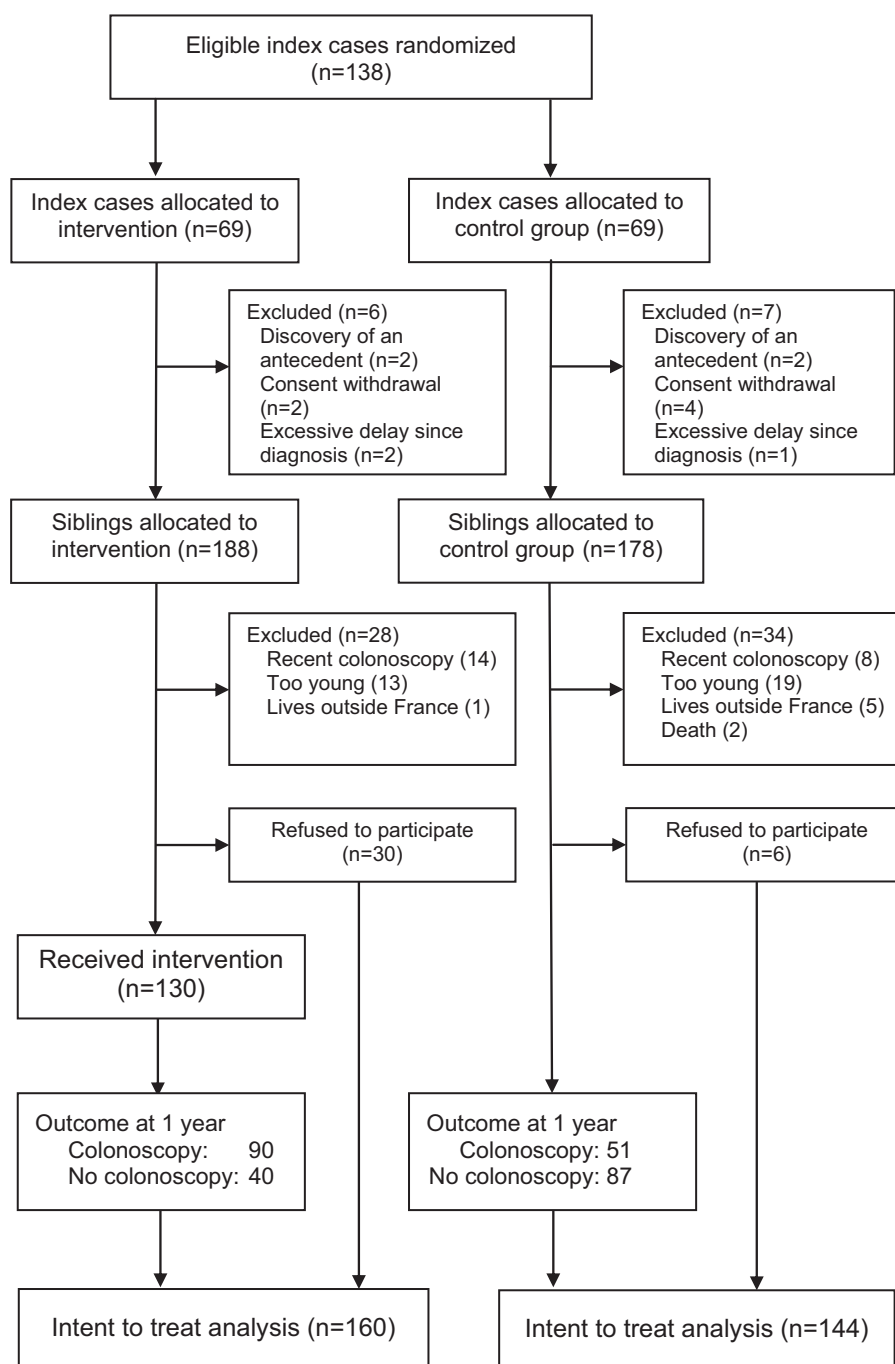 Eligible index cases randomized
(n=138)
Index cases allocated to
intervention (n=69)
Index cases allocated to
control group (n=69)
Excluded (n=6)
Discovery of an
antecedent (n=2)
Consent withdrawal
(n=2)
Excessive delay since
diagnosis (n=2)
Excluded (n=7)
Discovery of an
antecedent (n=2)
Consent withdrawal
(n=4)
Excessive delay since
diagnosis (n=1)
Siblings allocated to
intervention (n=188)
Siblings allocated to
control group (n=178)
Excluded (n=28)
Recent colonoscopy (14)
Too young (13)
Lives outside France (1)
Excluded (n=34)
Recent colonoscopy (8)
Too young (19)
Lives outside France (5)
Death (2)
Refused to participate
(n=30)
Refused to participate
(n=6)
Received intervention
(n=130)
Outcome at 1 year
Colonoscopy: 90
No colonoscopy: 40
Outcome at 1 year
Colonoscopy: 51
No colonoscopy: 87
Intent to treat analysis (n=160)
Intent to treat analysis (n=144)